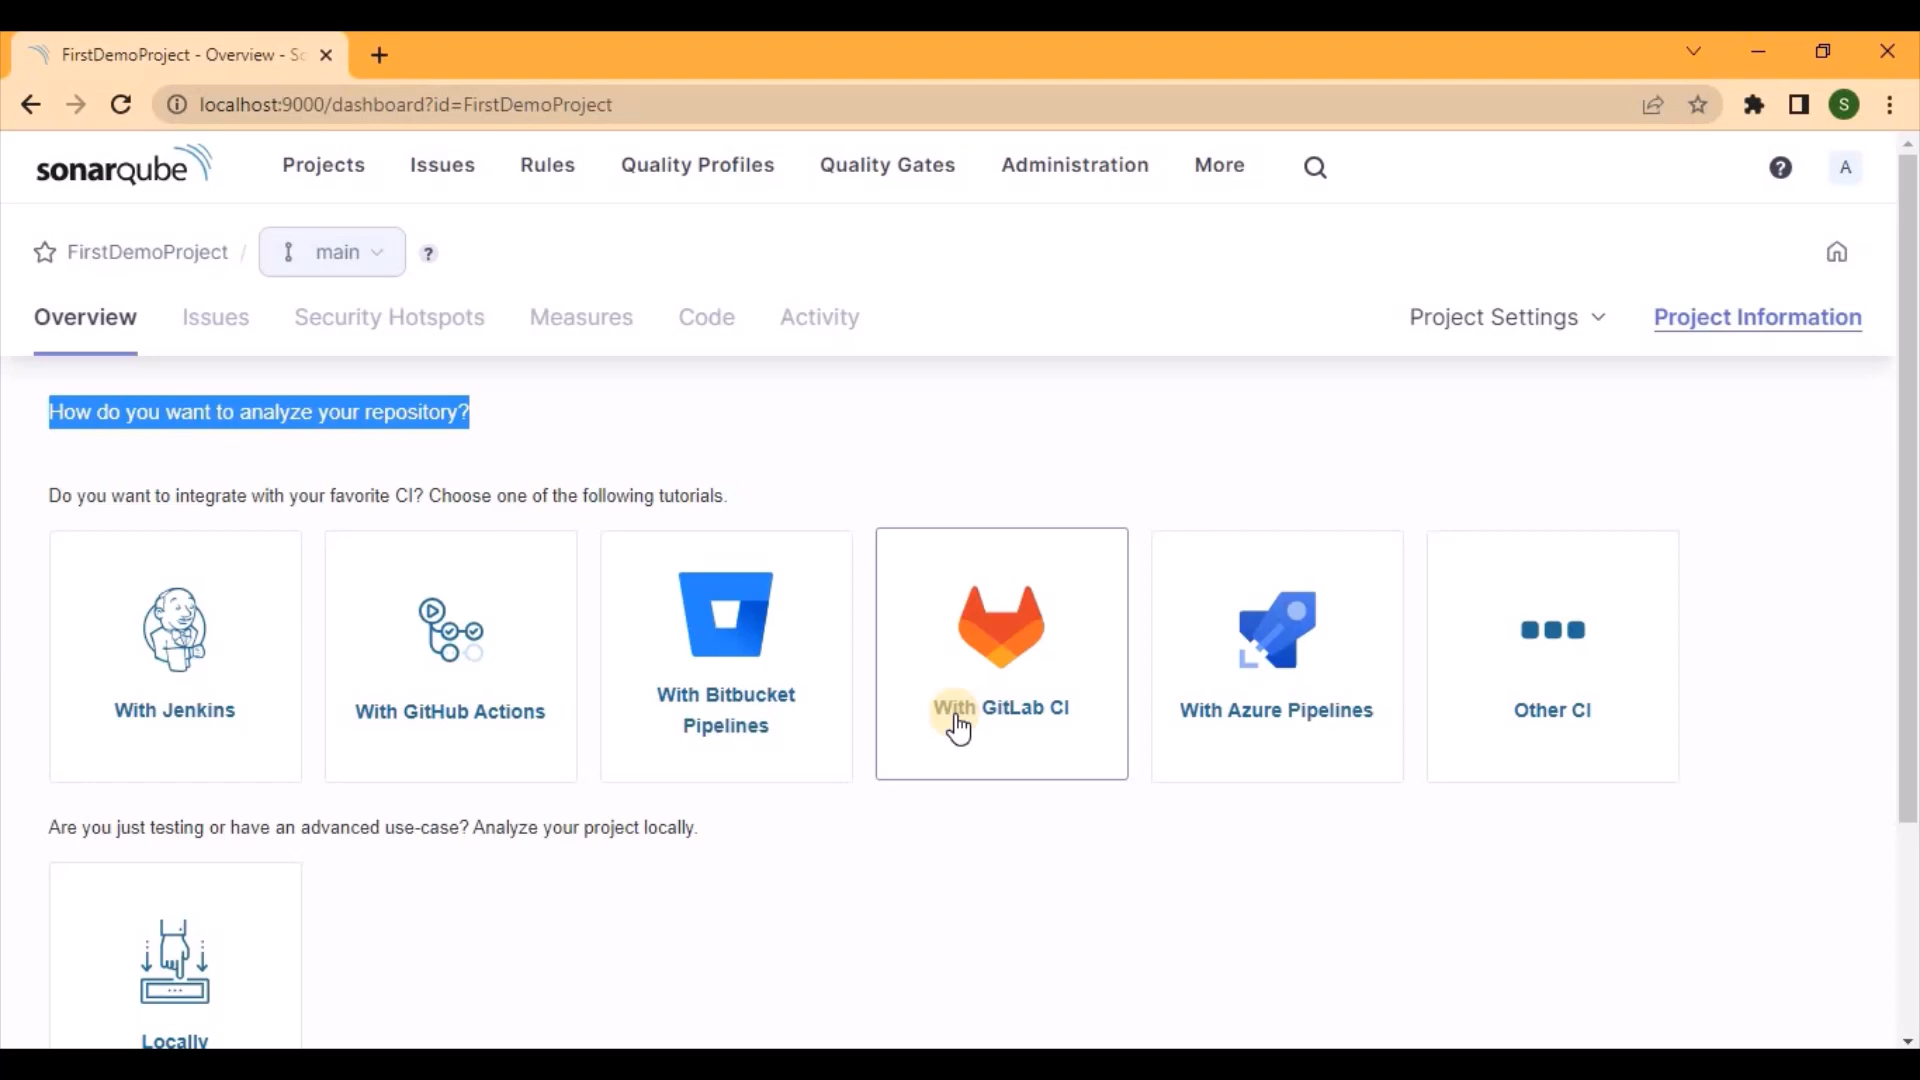 FirstDemoProject - Overview - So
localhost:9000/dashboard?id=FirstDemoProject
S
sonarqube
Projects
Issues
Rules
Quality Profiles
Quality Gates
Administration
More
?
A
FirstDemoProject /
main
?
Overview
Issues
Security Hotspots
Measures
Code
Activity
Project Settings
Project Information
How do you want to analyze your repository?
Do you want to integrate with your favorite CI? Choose one of the following tutorials.
With Jenkins
With GitHub Actions
With Bitbucket
Pipelines
With GitLab CI
With Azure Pipelines
Other CI
Are you just testing or have an advanced use-case? Analyze your project locally.
Locally